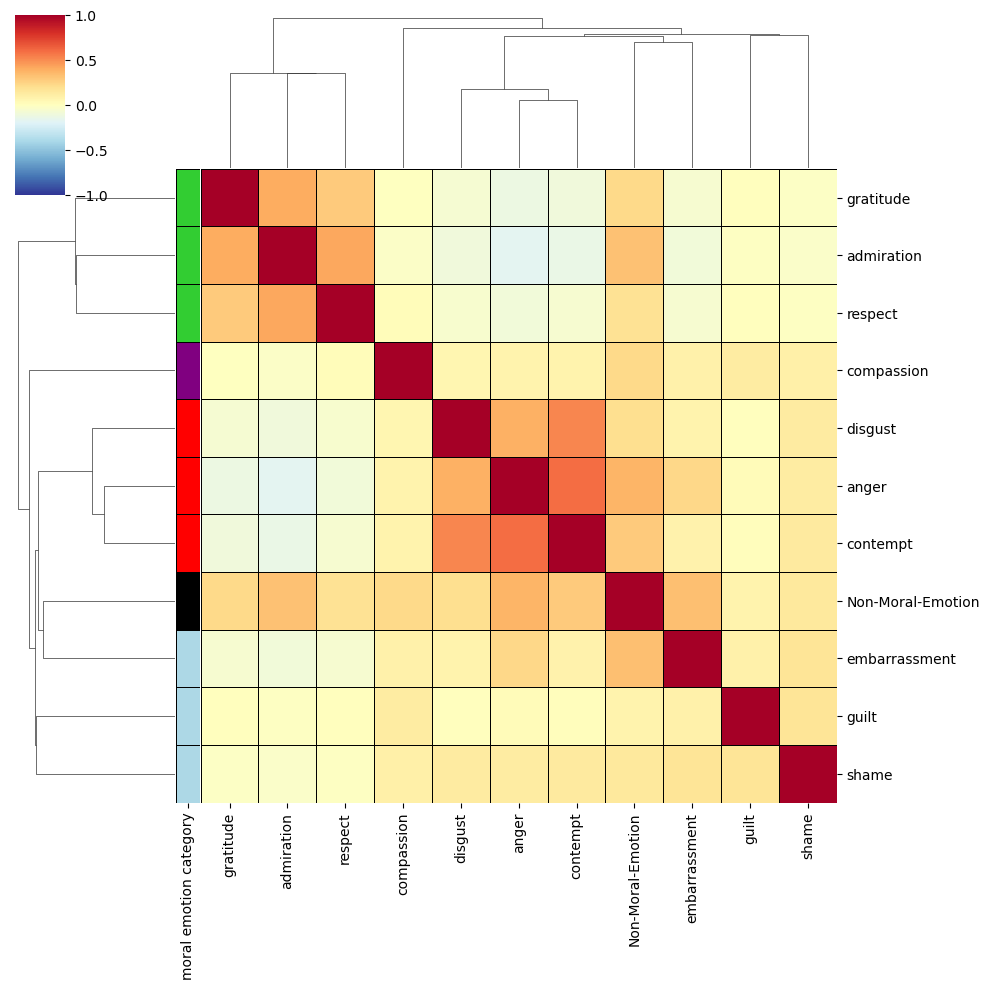 1.0
0.5
0.0
−0.5
−1.0
gratitude
admiration
respect
compassion
disgust
anger
contempt
Non-Moral-Emotion
embarrassment
guilt
shame
moral emotion category
gratitude
admiration
respect
compassion
disgust
anger
contempt
Non-Moral-Emotion
embarrassment
guilt
shame